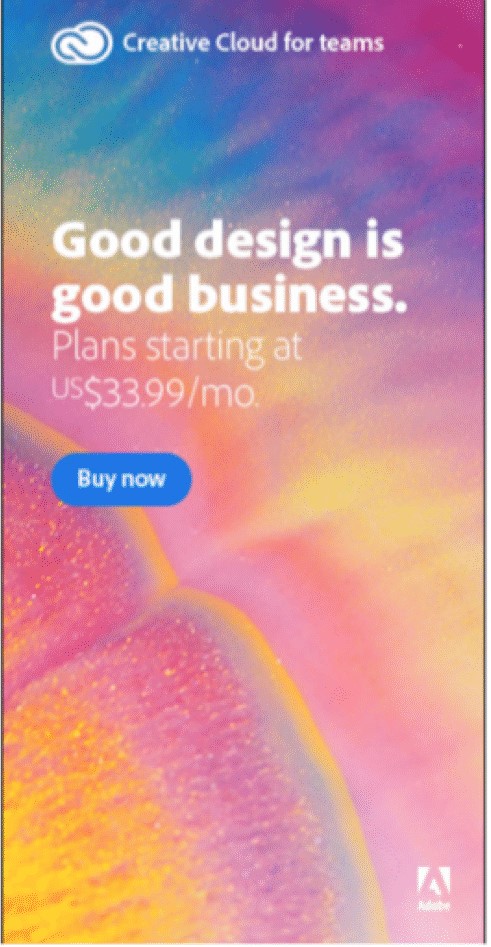 Creative Cloud for teams
Good design is
good business.
Plans starting at
US$33.99/mo.
Buy now
Adobe